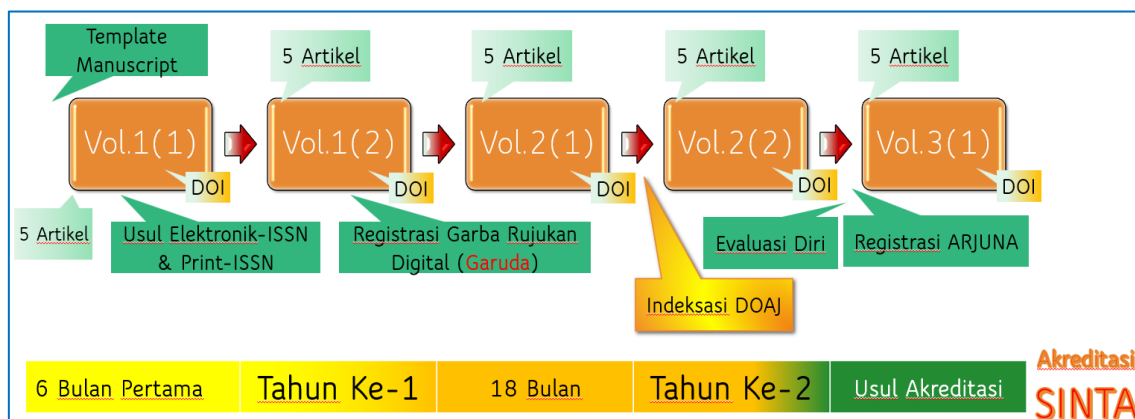 Template
Manuscript
5 Artikel
5 Artikel
5 Artikel
5 Artikel
Vol.1(1)
Vol.1(2)
Vol.2(1)
Vol.2(2)
Vol.3(1)
DOI
DOI
DOI
DOI
DOI
5 Artikel
Usul Elektronik-ISSN
& Print-ISSN
Registrasi Garba Rujukan
Digital (Garuda)
Indeksasi DOAJ
Evaluasi Diri
Registrasi ARJUNA
6 Bulan Pertama
Tahun Ke-1
18 Bulan
Tahun Ke-2
Usul Akreditasi
Akreditasi
SINTA